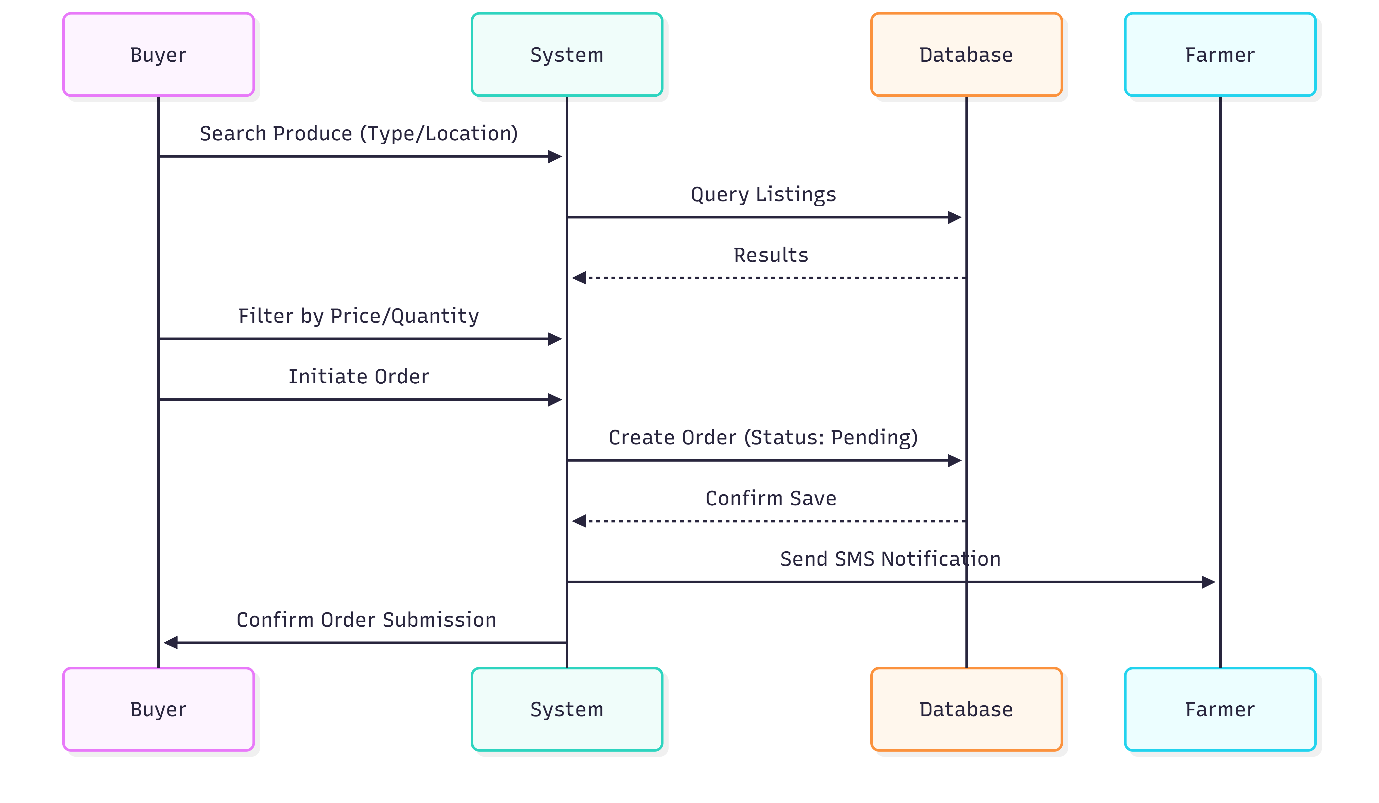 Buyer
System
Database
Farmer
Search Produce (Type/Location)
Query Listings
Results
Filter by Price/Quantity
Initiate Order
Create Order (Status: Pending)
Confirm Save
Send SMS Notification
Confirm Order Submission
Buyer
System
Database
Farmer